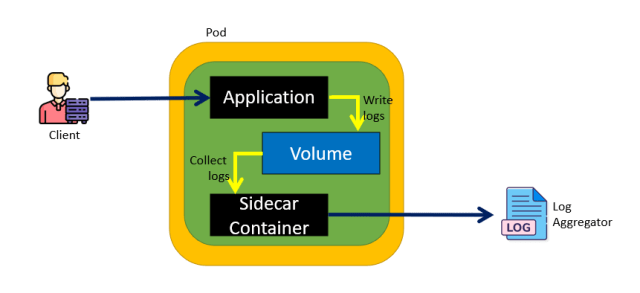 Pod
Application
Write
logs
Client
Volume
Collect
logs
Sidecar
Container
LOG
Log
Aggregator